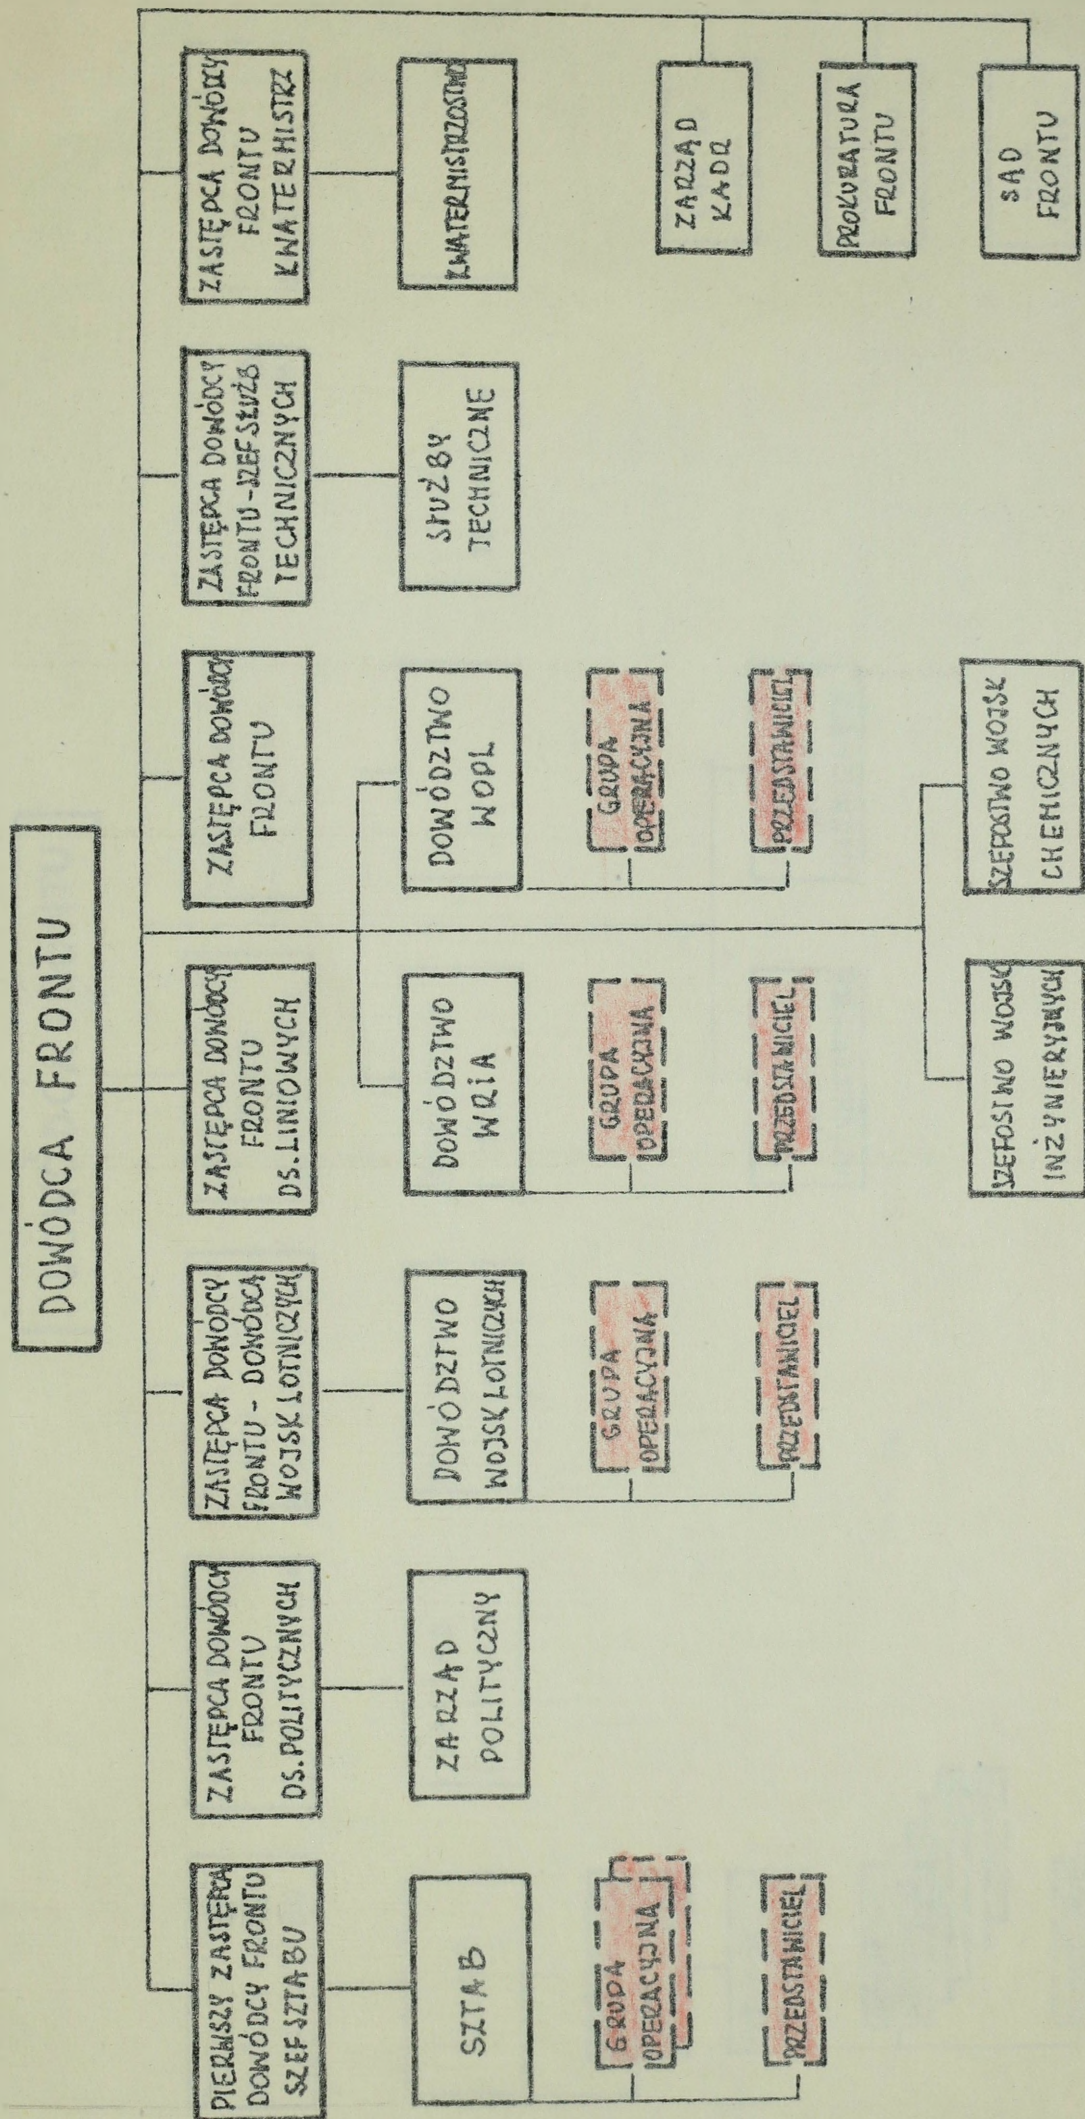 DOWÓDCA FRONTU
PIERWSZY ZASTĘPCA
DOWÓDCY FRONTU
SZEF SZTABU
ZASTĘPCA DOWÓDCY
FRONTU
DS. POLITYCZNYCH
ZASTĘPCA DOWÓDCY
FRONTU - DOWÓDCA
WOJSK LOTNICZYCH
ZASTĘPCA DOWÓDCY
FRONTU
DS. LINIOWYCH
ZASTĘPCA DOWÓDCY
FRONTU
ZASTĘPCA DOWÓDCY
FRONTU - SZEF SŁUŻB
TECHNICZNYCH
ZASTĘPCA DOWÓDZY
FRONTU
KWATERMISTRZ
SZTAB
ZARZĄD
POLITYCZNY
DOWÓDZTWO
WOJSK LOTNICZYCH
DOWÓDZTWO
WRiA
DOWÓDZTWO
WOPL
SŁUŻBY
TECHNICZNE
KWATERMISTRZOSTWO
GRUPA
OPERACYJNA
GRUPA
OPERACYJNA
GRUPA
OPERACYJNA
GRUPA
OPERACYJNA
ZARZĄD
KADR
PRZEDSTAWICIEL
PRZEDSTAWICIEL
PRZEDSTAWICIEL
PRZEDSTAWICIEL
PROKURATURA
FRONTU
SZEFOSTWO WOJSK
INŻYNIERYJNYCH
SZEFOSTWO WOJSK
CHEMICZNYCH
SĄD
FRONTU